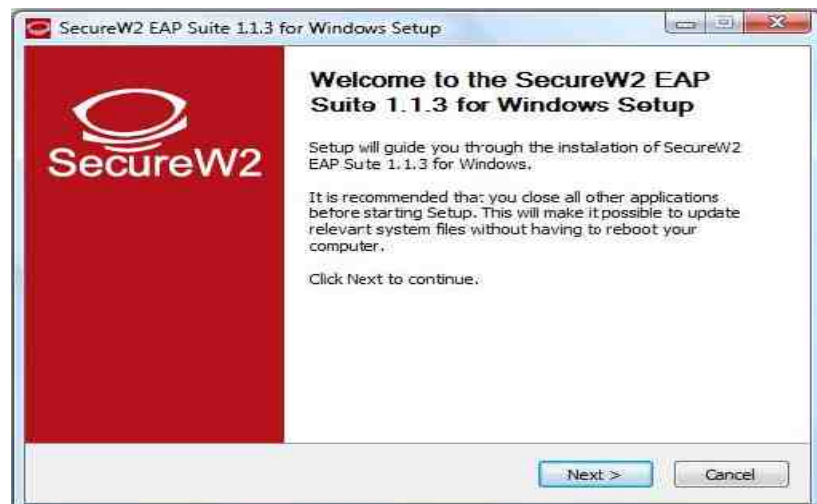 SecureW2 EAP Suite 1.1.3 for Windows Setup
SecureW2
Welcome to the SecureW2 EAP
Suite 1.1.3 for Windows Setup
Setup will guide you through the instalation of SecureW2
EAP Sute 1.1.3 for Windows.
It is recommended that you close all other applications
before starting Setup. This will make it possible to update
relevant system files without having to reboot your
computer.
Click Next to continue.
Next >
Cancel